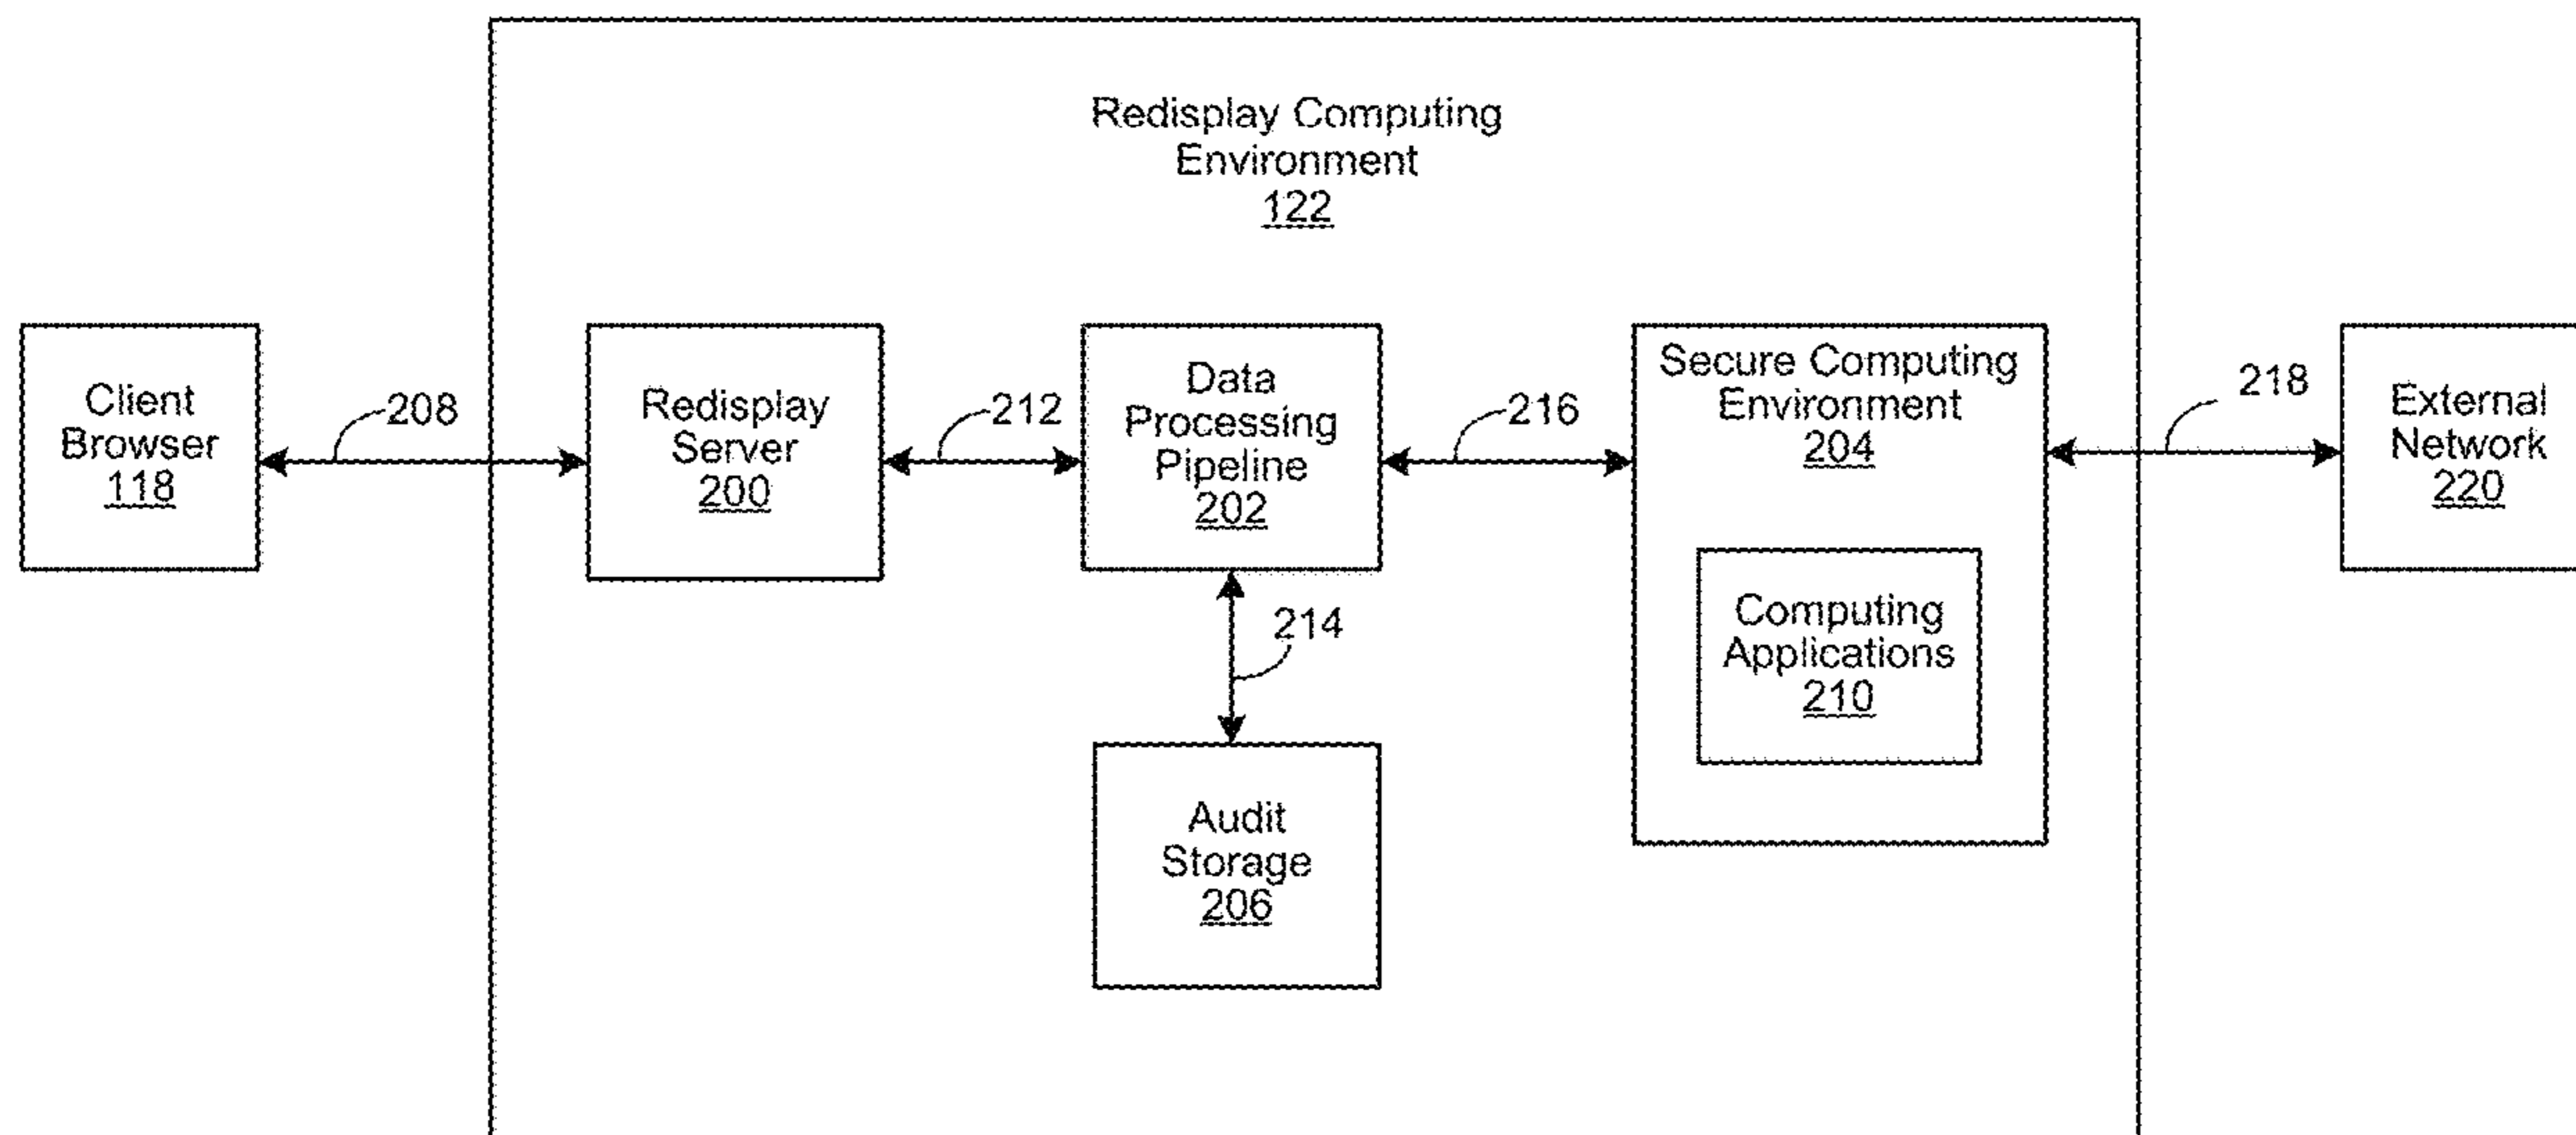 Redisplay Computing
Environment
122
Client
Browser
118
208
Redisplay
Server
200
212
Data
Processing
Pipeline
202
216
Secure Computing
Environment
204
218
External
Network
220
Computing
Applications
210
214
Audit
Storage
206